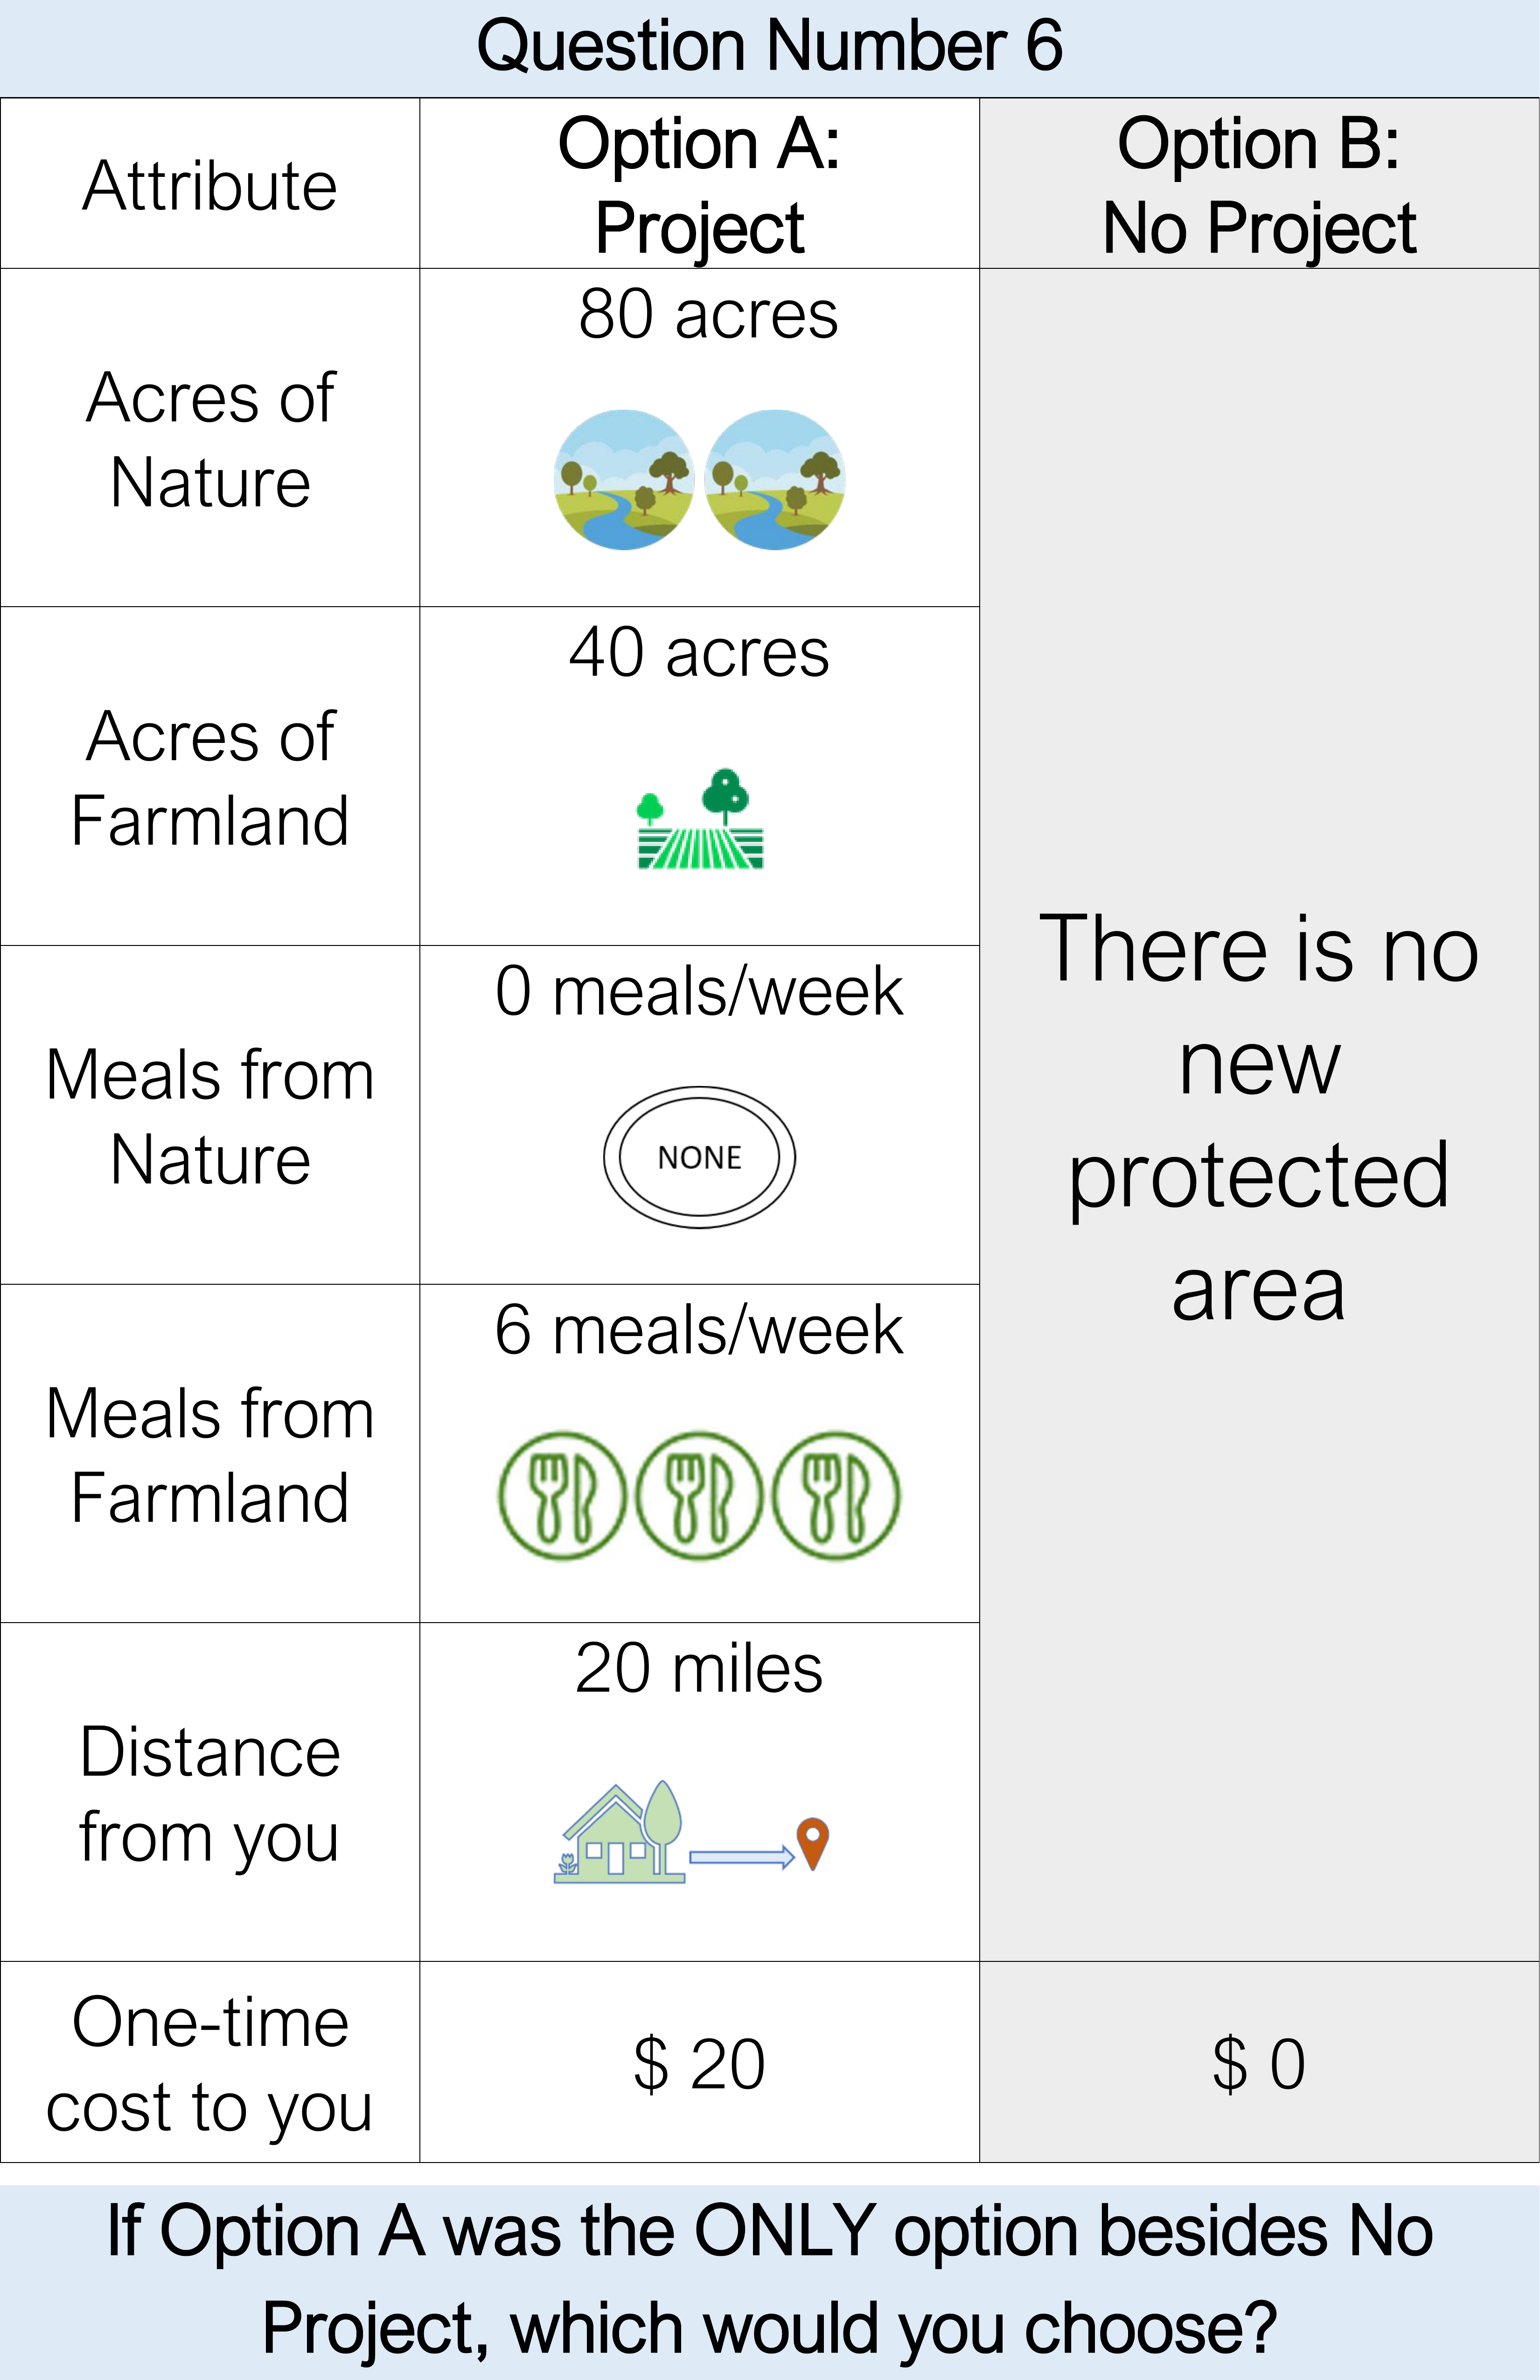 Question Number 6
Attribute
Option A:
Project
Option B:
No Project
Acres of
Nature
80 acres
Acres of
Farmland
40 acres
Meals from
Nature
0 meals/week
NONE
Meals from
Farmland
6 meals/week
Distance
from you
20 miles
There is no
new
protected
area
One-time
cost to you
$ 20
$ 0
If Option A was the ONLY option besides No
Project, which would you choose?